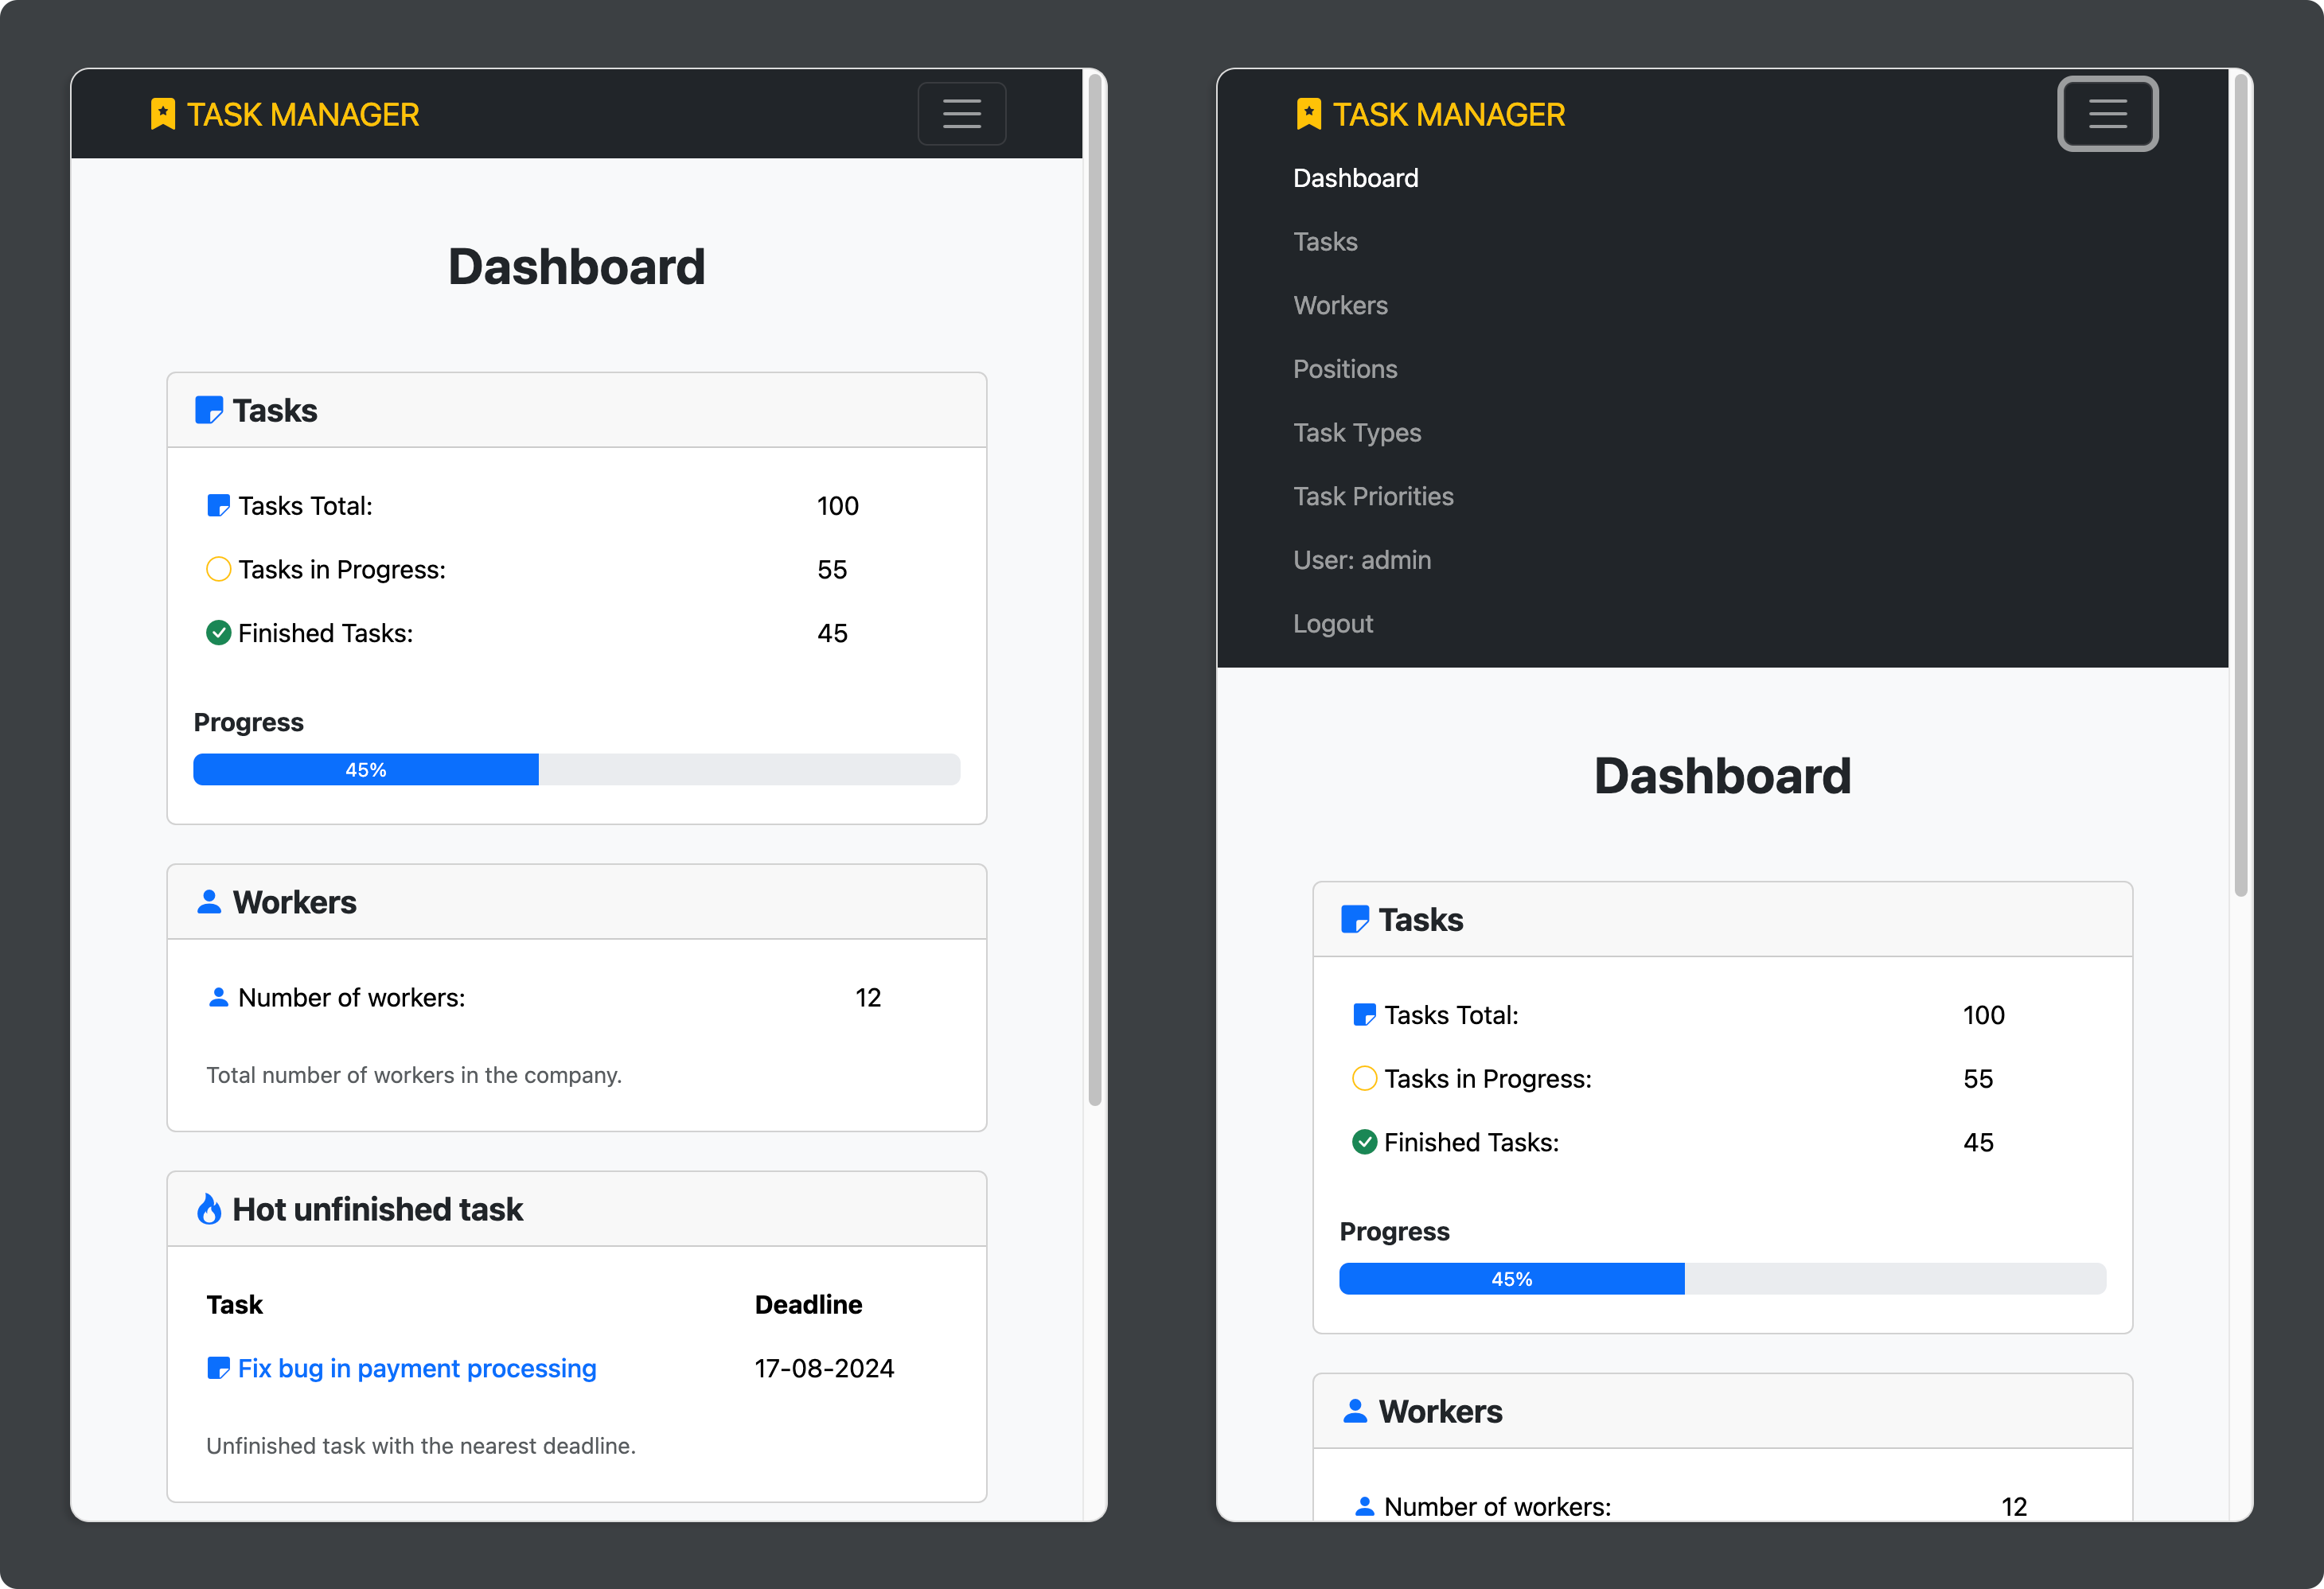 TASK MANAGER
Dashboard
Tasks
Tasks Total: 100
Tasks in Progress: 55
Finished Tasks: 45
Progress
45%
Workers
Number of workers: 12
Total number of workers in the company.
Hot unfinished task
Task Deadline
Fix bug in payment processing 17-08-2024
Unfinished task with the nearest deadline.
TASK MANAGER
Dashboard
Tasks
Workers
Positions
Task Types
Task Priorities
User: admin
Logout
Dashboard
Tasks
Tasks Total: 100
Tasks in Progress: 55
Finished Tasks: 45
Progress
45%
Workers
Number of workers: 12